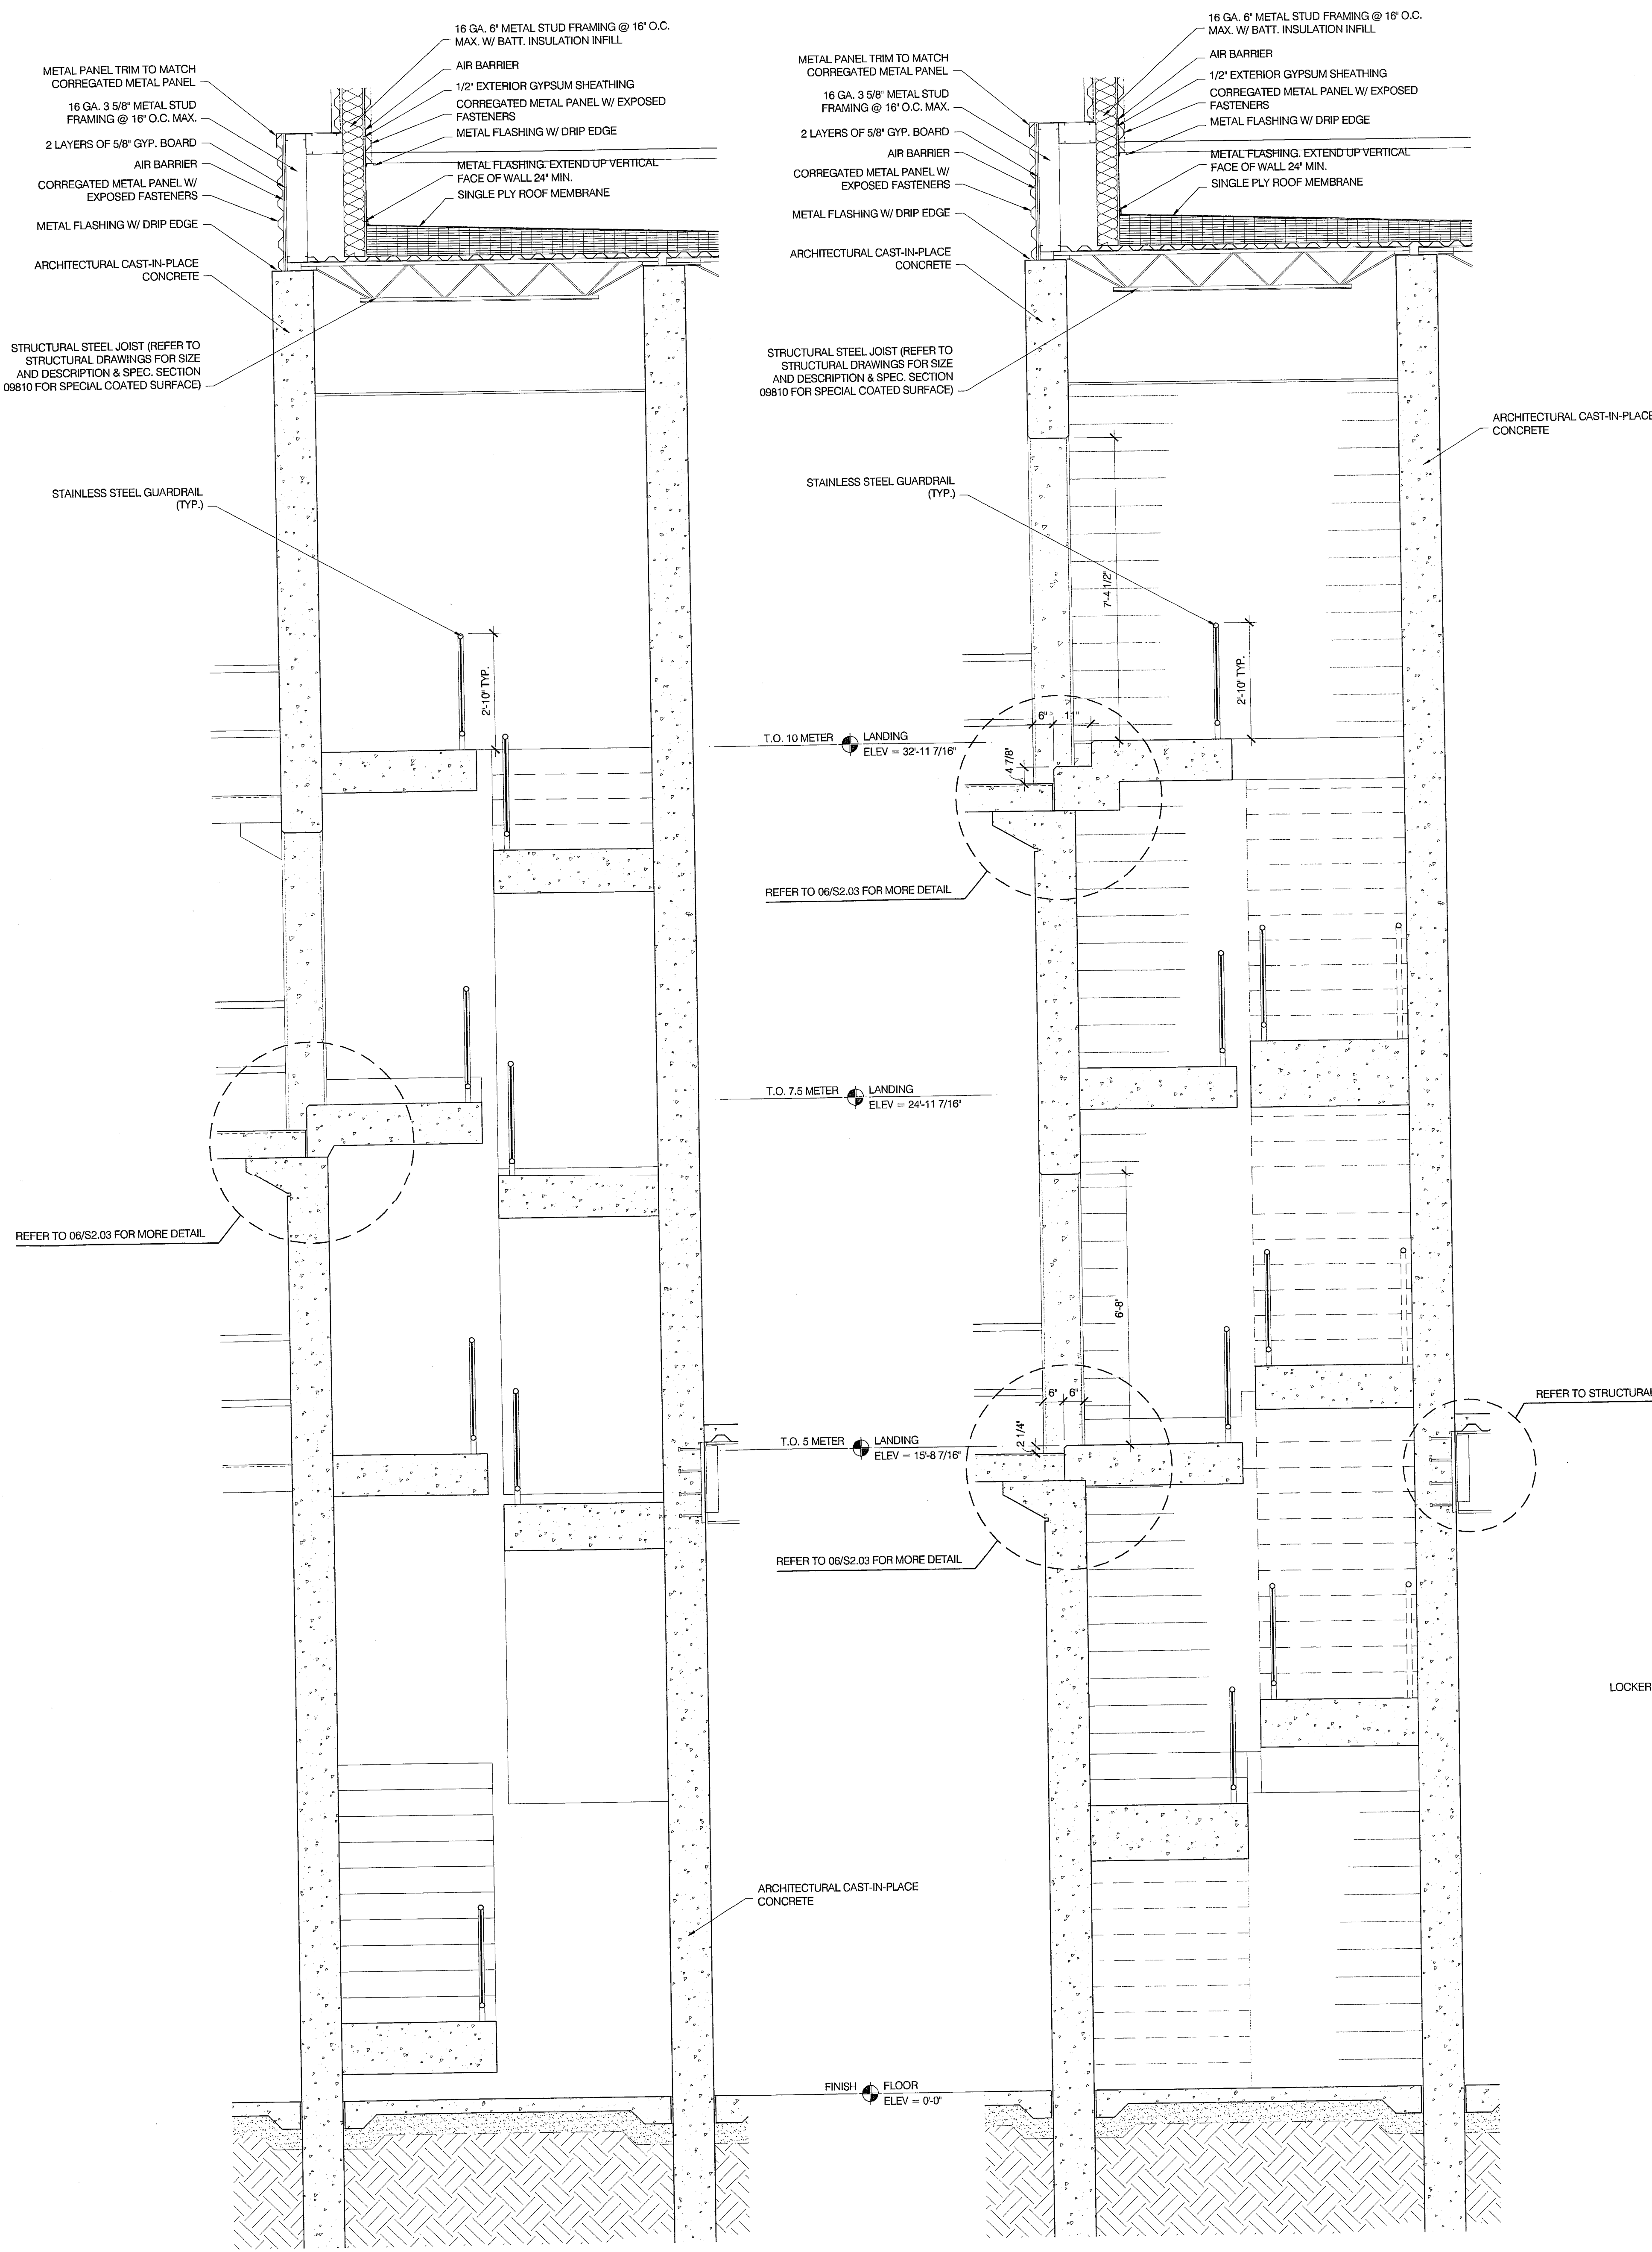 16 GA. 6" METAL STUD FRAMING @ 16" O.C.
MAX. W/ BATT. INSULATION INFILL
AIR BARRIER
1/2" EXTERIOR GYPSUM SHEATHING
CORREGATED METAL PANEL W/ EXPOSED
FASTENERS
METAL FLASHING W/ DRIP EDGE
METAL FLASHING. EXTEND UP VERTICAL
FACE OF WALL 24" MIN.
SINGLE PLY ROOF MEMBRANE
METAL PANEL TRIM TO MATCH
CORREGATED METAL PANEL
16 GA. 3 5/8" METAL STUD
FRAMING @ 16" O.C. MAX.
2 LAYERS OF 5/8" GYP. BOARD
AIR BARRIER
CORREGATED METAL PANEL W/
EXPOSED FASTENERS
METAL FLASHING W/ DRIP EDGE
ARCHITECTURAL CAST-IN-PLACE
CONCRETE
STRUCTURAL STEEL JOIST (REFER TO
STRUCTURAL DRAWINGS FOR SIZE
AND DESCRIPTION & SPEC. SECTION
09810 FOR SPECIAL COATED SURFACE)
STAINLESS STEEL GUARDRAIL
(TYP.)
2'-10" TYP.
REFER TO 06/S2.03 FOR MORE DETAIL
ARCHITECTURAL CAST-IN-PLACE
CONCRETE
16 GA. 6" METAL STUD FRAMING @ 16" O.C.
MAX. W/ BATT. INSULATION INFILL
AIR BARRIER
1/2" EXTERIOR GYPSUM SHEATHING
CORREGATED METAL PANEL W/ EXPOSED
FASTENERS
METAL FLASHING W/ DRIP EDGE
METAL FLASHING. EXTEND UP VERTICAL
FACE OF WALL 24" MIN.
SINGLE PLY ROOF MEMBRANE
METAL PANEL TRIM TO MATCH
CORREGATED METAL PANEL
16 GA. 3 5/8" METAL STUD
FRAMING @ 16" O.C. MAX.
2 LAYERS OF 5/8" GYP. BOARD
AIR BARRIER
CORREGATED METAL PANEL W/
EXPOSED FASTENERS
METAL FLASHING W/ DRIP EDGE
ARCHITECTURAL CAST-IN-PLACE
CONCRETE
STRUCTURAL STEEL JOIST (REFER TO
STRUCTURAL DRAWINGS FOR SIZE
AND DESCRIPTION & SPEC. SECTION
09810 FOR SPECIAL COATED SURFACE)
ARCHITECTURAL CAST-IN-PLACE
CONCRETE
STAINLESS STEEL GUARDRAIL
(TYP.)
7'-4 1/2"
2'-10" TYP.
6" 11"
4 7/8"
T.O. 10 METER LANDING
ELEV = 32'-11 7/16"
REFER TO 06/S2.03 FOR MORE DETAIL
T.O. 7.5 METER LANDING
ELEV = 24'-11 7/16"
6'-8"
6" 6"
2 1/4"
T.O. 5 METER LANDING
ELEV = 15'-8 7/16"
REFER TO STRUCTURAL
REFER TO 06/S2.03 FOR MORE DETAIL
LOCKER
FINISH FLOOR
ELEV = 0'-0"